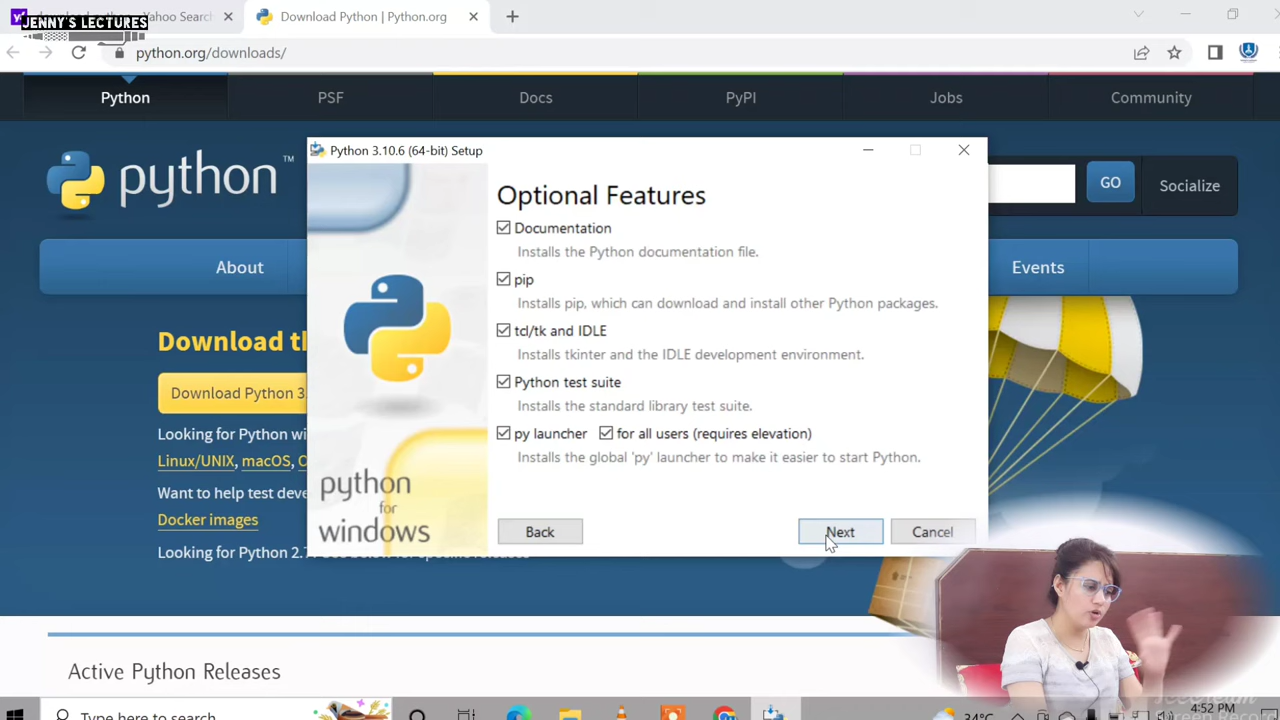 JENNY'S LECTURES
Yahoo Search
Download Python | Python.org
python.org/downloads/
Python
PSF
Docs
PyPI
Jobs
Community
python™
GO
Socialize
About
Events
Download
Download Python 3.
Looking for Python
Linux/UNIX, macOS,
Want to help test
Docker images
Looking for Python 2.
Python 3.10.6 (64-bit) Setup
Optional Features
Documentation
Installs the Python documentation file.
pip
Installs pip, which can download and install other Python packages.
tcl/tk and IDLE
Installs tkinter and the IDLE development environment.
Python test suite
Installs the standard library test suite.
py launcher for all users (requires elevation)
Installs the global 'py' launcher to make it easier to start Python.
python
for
windows
Back
Next
Cancel
Active Python Releases
Type here to search
34°C
4:52 PM